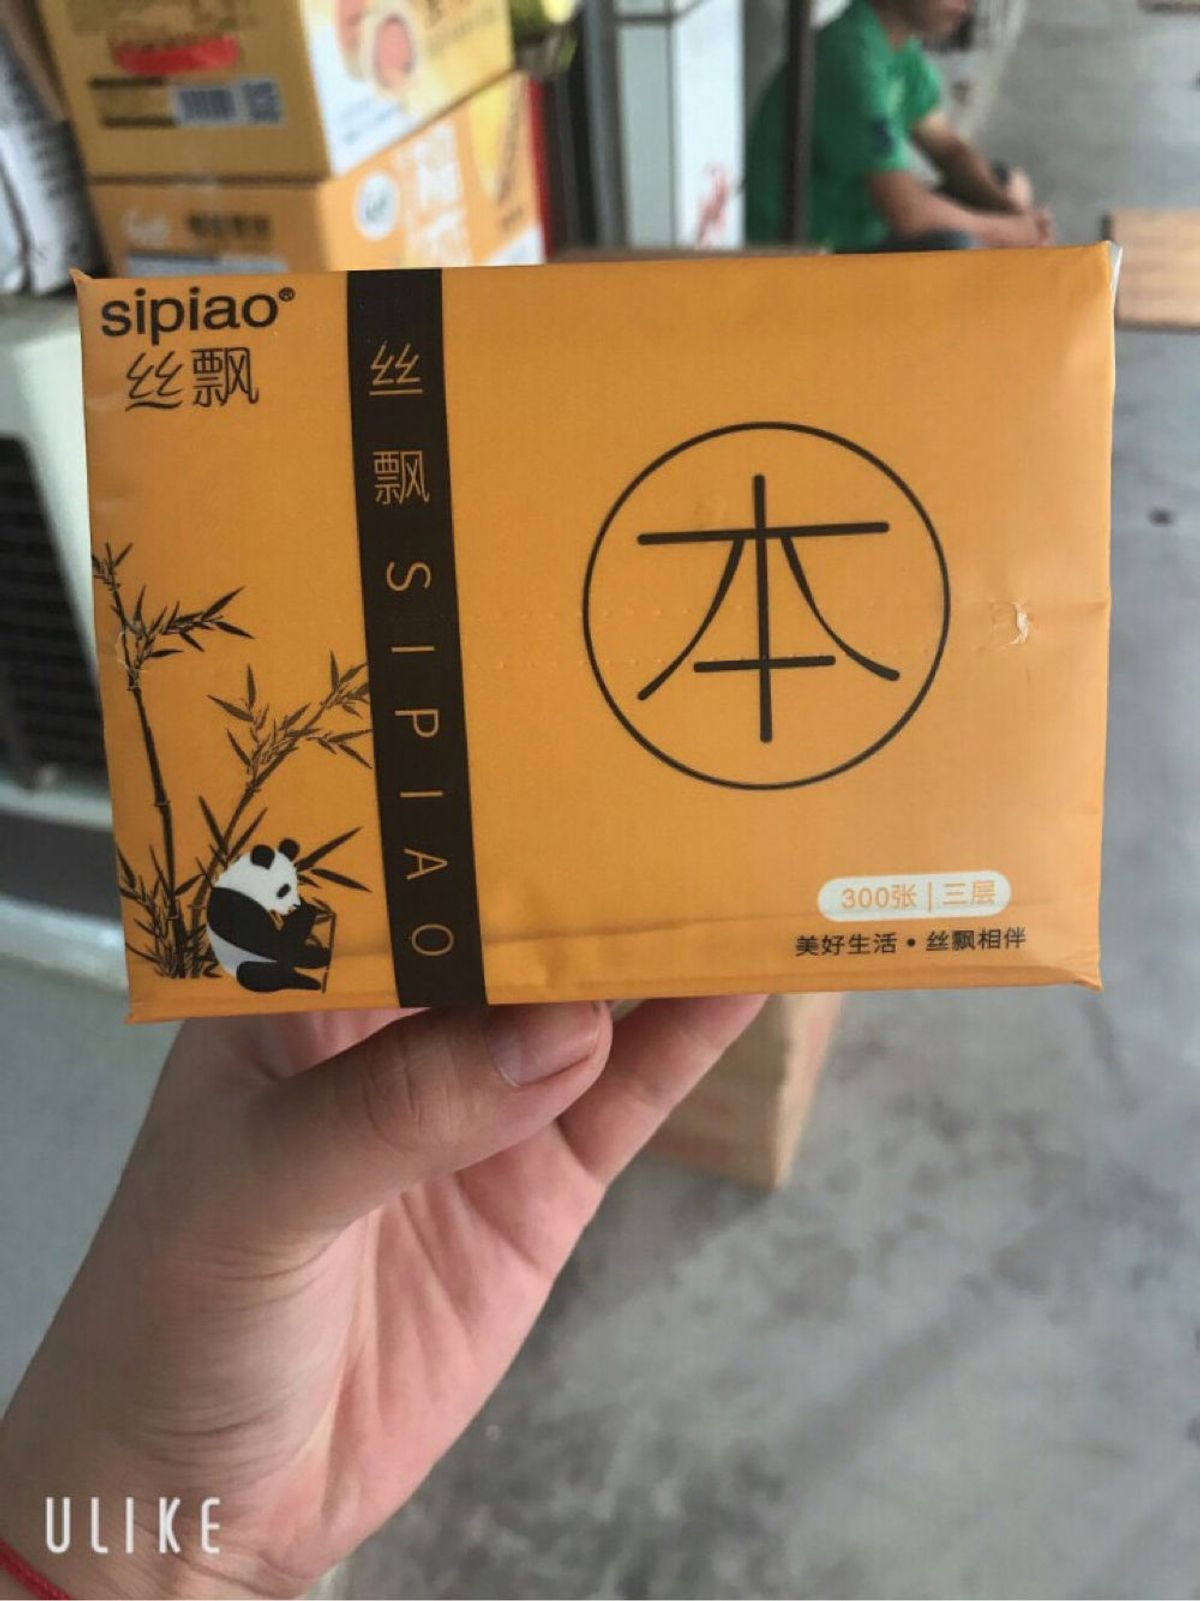 sipiao®
丝飘
丝飘 SIPIAO
本
300张 | 三层
美好生活·丝飘相伴
ULIKE